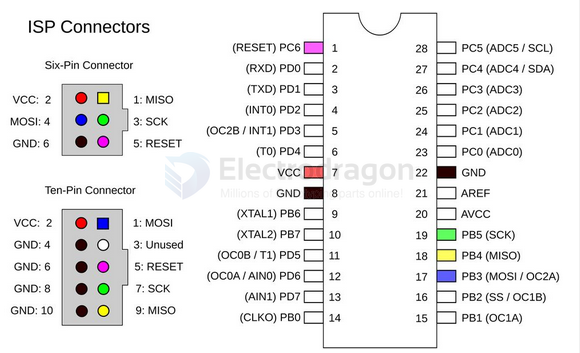 ISP Connectors
Six-Pin Connector
VCC: 2 1: MISO
MOSI: 4 3: SCK
GND: 6 5: RESET
Ten-Pin Connector
VCC: 2 1: MOSI
GND: 4 3: Unused
GND: 6 5: RESET
GND: 8 7: SCK
GND: 10 9: MISO
(RESET) PC6 1 28 PC5 (ADC5 / SCL)
(RXD) PD0 2 27 PC4 (ADC4 / SDA)
(TXD) PD1 3 26 PC3 (ADC3)
(INT0) PD2 4 25 PC2 (ADC2)
(OC2B / INT1) PD3 5 24 PC1 (ADC1)
(T0) PD4 6 23 PC0 (ADC0)
VCC 7 22 GND
GND 8 21 AREF
(XTAL1) PB6 9 20 AVCC
(XTAL2) PB7 10 19 PB5 (SCK)
(OC0B / T1) PD5 11 18 PB4 (MISO)
(OC0A / AIN0) PD6 12 17 PB3 (MOSI / OC2A)
(AIN1) PD7 13 16 PB2 (SS / OC1B)
(CLKO) PB0 14 15 PB1 (OC1A)
Electrodragon
Millions of parts online!